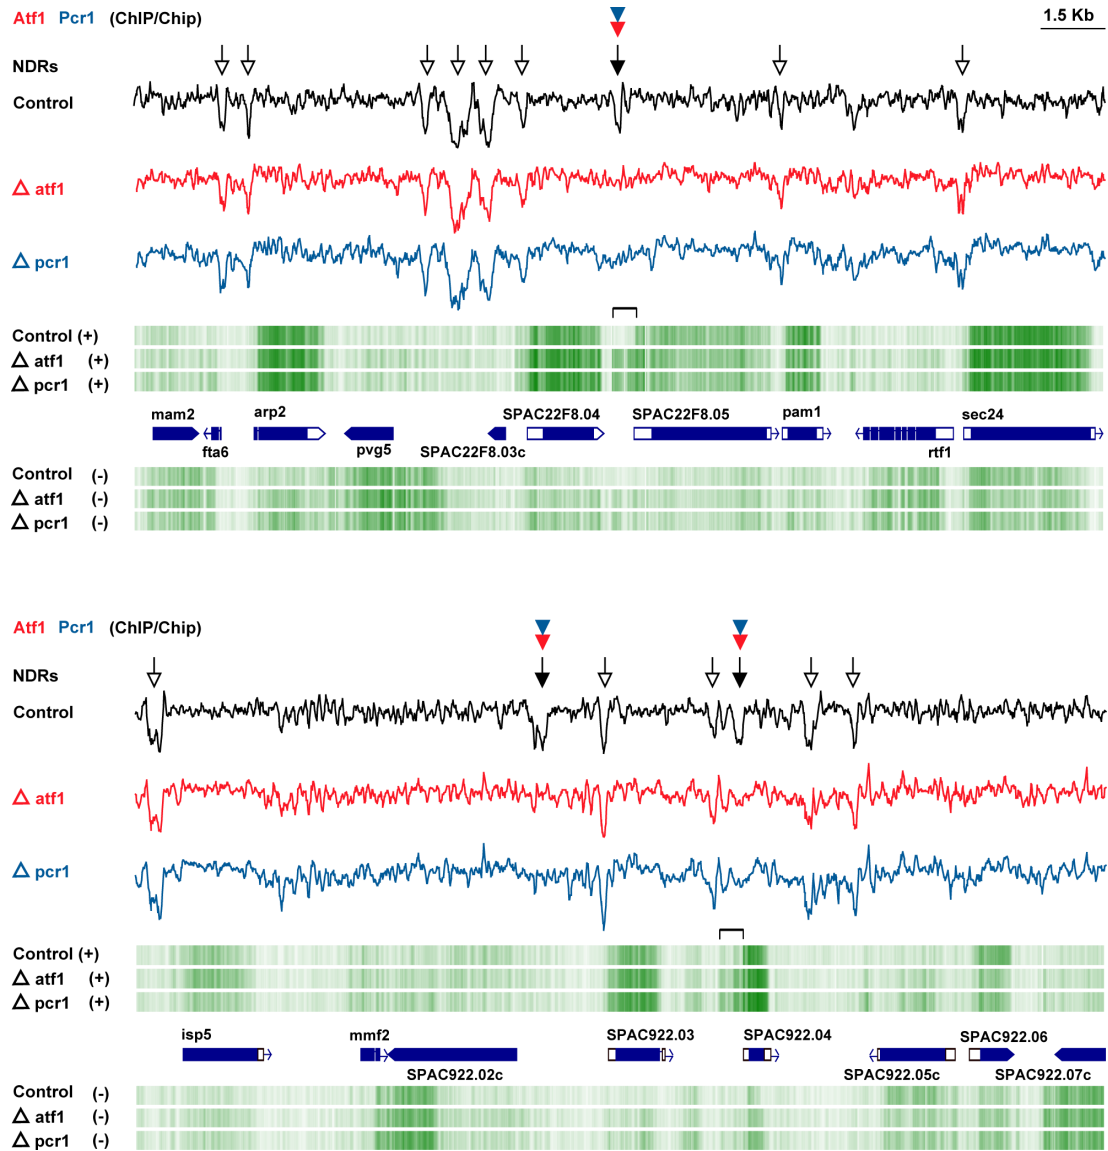 Atf1 Pcr1 (ChIP/Chip)
1.5 Kb
NDRs
Control
Δ atf1
Δ pcr1
Control (+)
Δ atf1 (+)
Δ pcr1 (+)
mam2 arp2 SPAC22F8.04 SPAC22F8.05 pam1 sec24
fta6 pvg5 SPAC22F8.03c rtf1
Control (-)
Δ atf1 (-)
Δ pcr1 (-)
Atf1 Pcr1 (ChIP/Chip)
NDRs
Control
Δ atf1
Δ pcr1
Control (+)
Δ atf1 (+)
Δ pcr1 (+)
isp5 mmf2 SPAC922.03 SPAC922.04 SPAC922.06
SPAC922.02c SPAC922.05c SPAC922.07c
Control (-)
Δ atf1 (-)
Δ pcr1 (-)